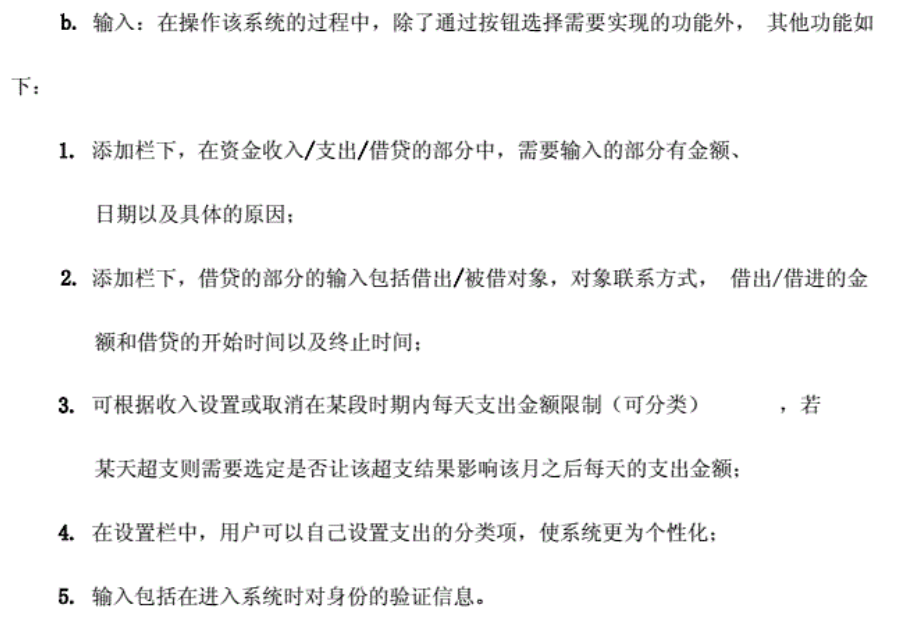 b. 输入：在操作该系统的过程中，除了通过按钮选择需要实现的功能外， 其他功能如
下：
1. 添加栏下，在资金收入/支出/借贷的部分中，需要输入的部分有金额、
日期以及具体的原因；
2. 添加栏下，借贷的部分的输入包括借出/被借对象，对象联系方式， 借出/借进的金
额和借贷的开始时间以及终止时间；
3. 可根据收入设置或取消在某段时期内每天支出金额限制（可分类） ，若
某天超支则需要选定是否让该超支结果影响该月之后每天的支出金额；
4. 在设置栏中，用户可以自己设置支出的分类项，使系统更为个性化；
5. 输入包括在进入系统时对身份的验证信息。